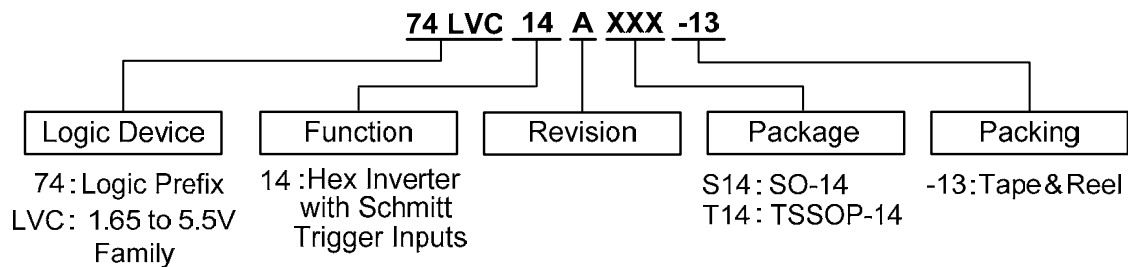 74 LVC 14 A XXX -13
Logic Device
Function
Revision
Package
Packing
74 : Logic Prefix
LVC : 1.65 to 5.5V
Family
14 : Hex Inverter
with Schmitt
Trigger Inputs
S14 : SO-14
T14 : TSSOP-14
-13 : Tape & Reel